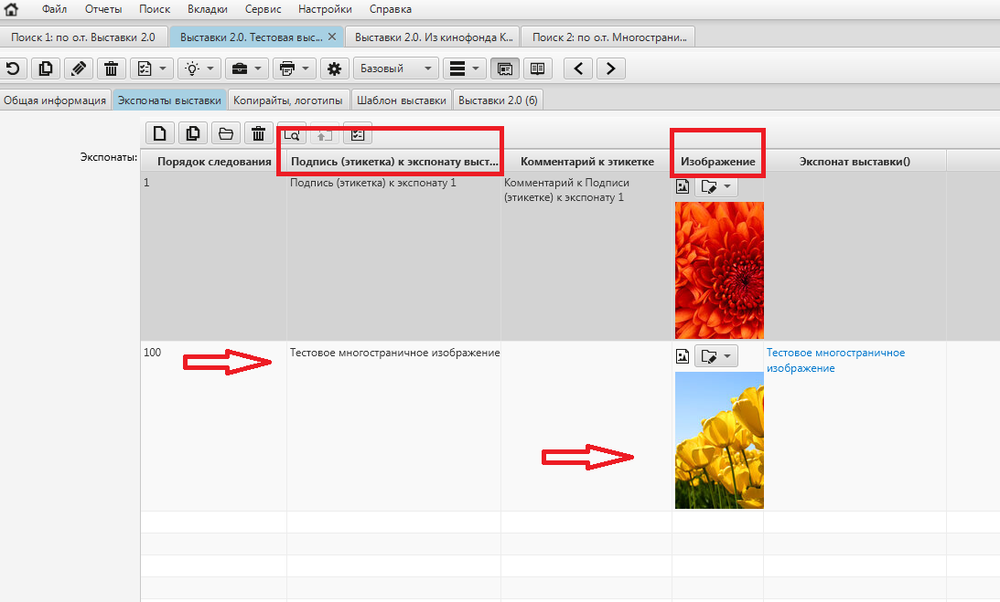 Файл Отчеты Поиск Вкладки Сервис Настройки Справка
Поиск 1: по о.т. Выставки 2.0 Выставки 2.0. Тестовая выс... Выставки 2.0. Из кинофонда К... Поиск 2: по о.т. Многострани...
Базовый
Общая информация Экспонаты выставки Копирайты, логотипы Шаблон выставки Выставки 2.0 (6)
Экспонаты:
Порядок следования Подпись (этикетка) к экспонату выст... Комментарий к этикетке Изображение Экспонат выставки()
1 Подпись (этикетка) к экспонату 1 Комментарий к Подписи
(этикетке) к экспонату 1
100 Тестовое многостраничное изображение Тестовое многостраничное
изображение